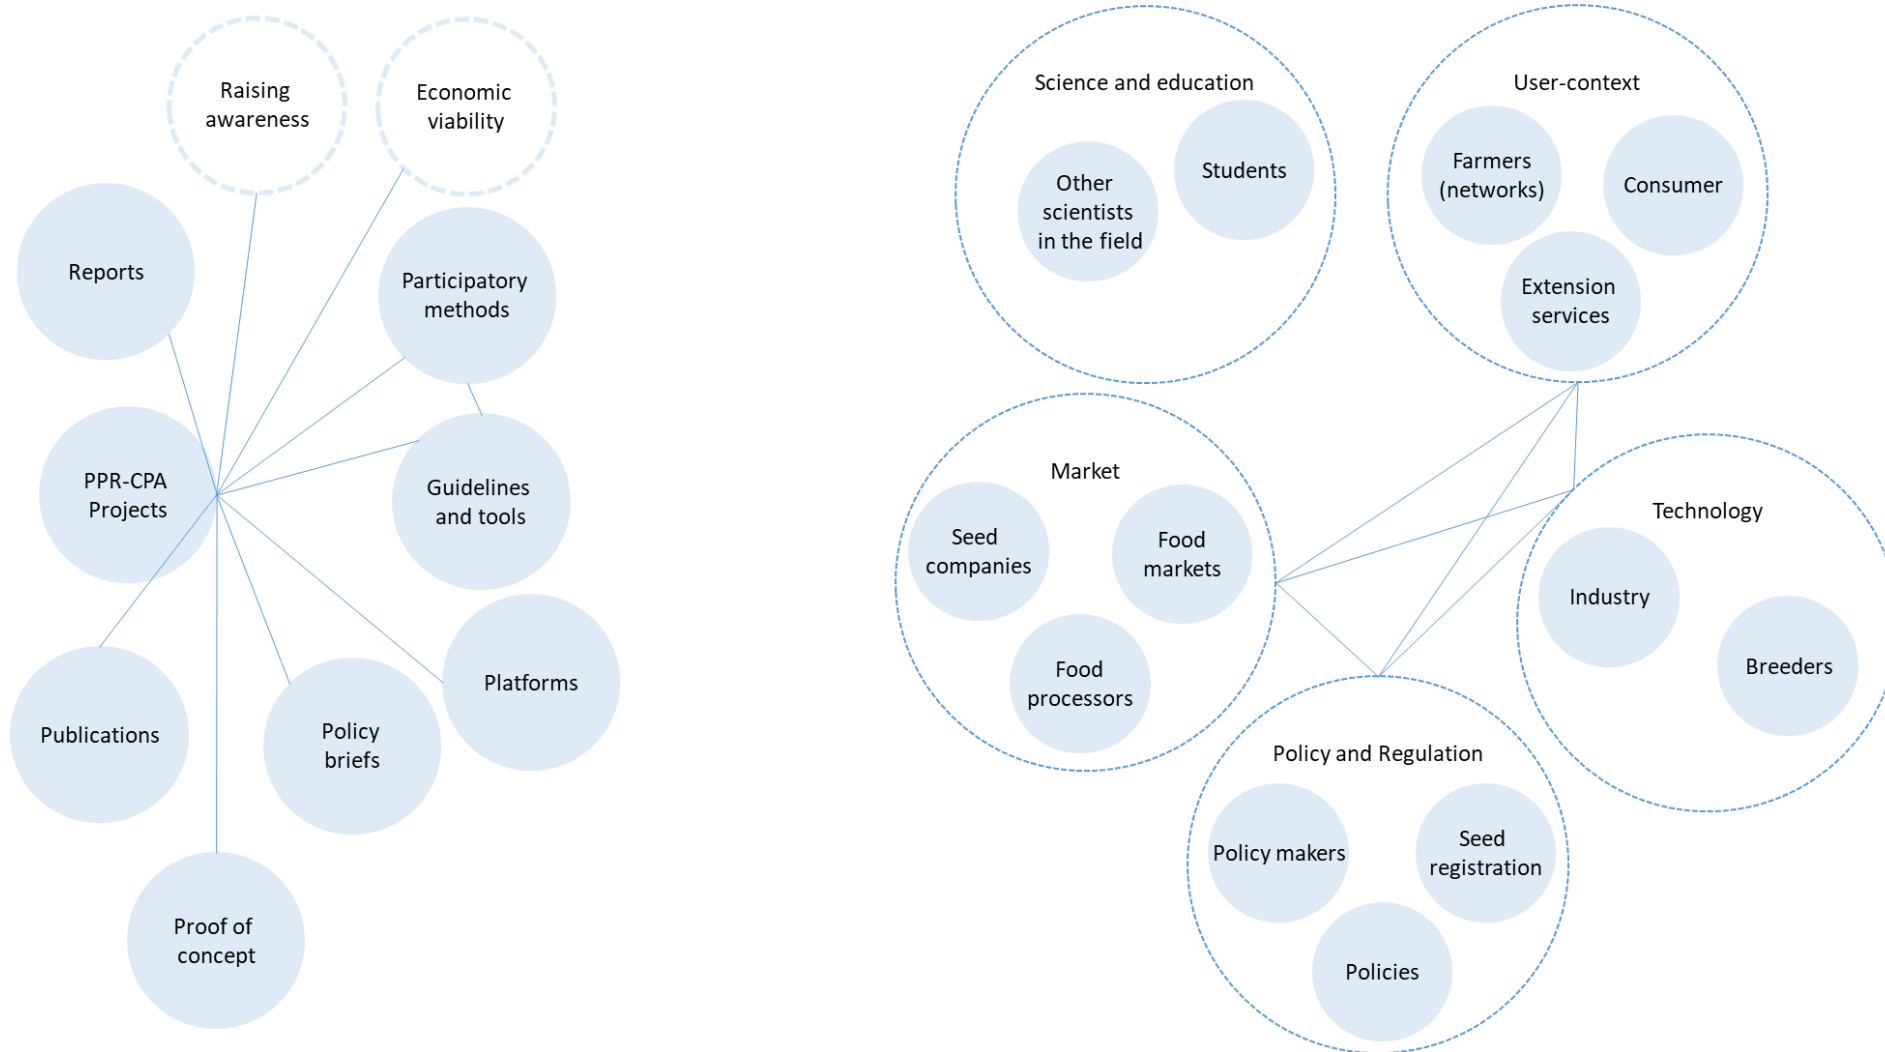 Raising
awareness
Economic
viability
Reports
Participatory
methods
PPR-CPA
Projects
Guidelines
and tools
Publications
Policy
briefs
Platforms
Proof of
concept
Science and education
Other
scientists
in the field
Students
User-context
Farmers
(networks)
Consumer
Extension
services
Market
Seed
companies
Food
markets
Food
processors
Technology
Industry
Breeders
Policy and Regulation
Policy makers
Seed
registration
Policies